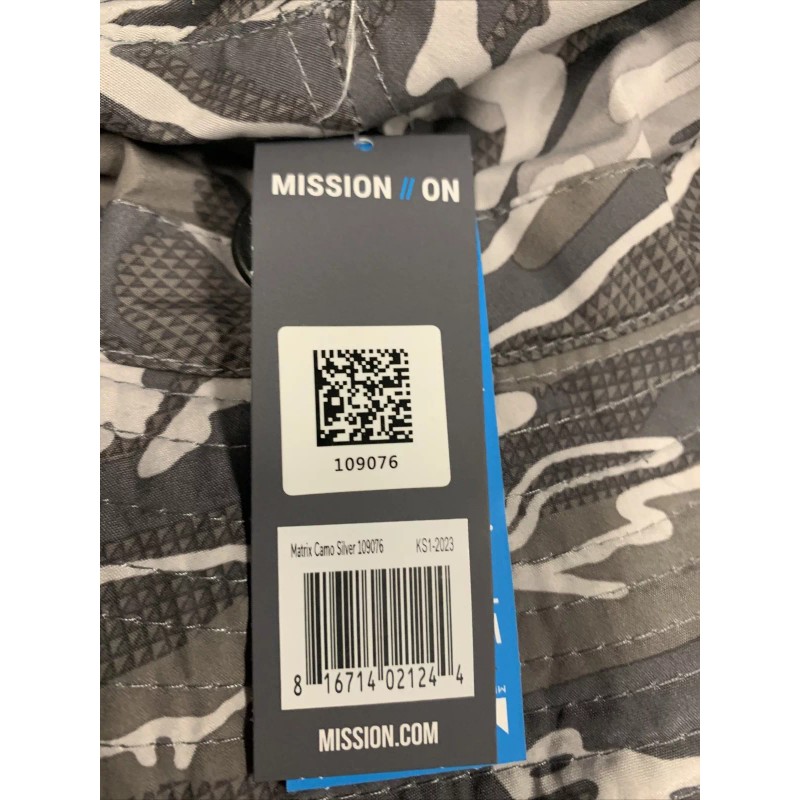 MISSION // ON
109076
Matrix Camo Silver 109076 KS1-2023
8 16714 02124 4
MISSION.COM